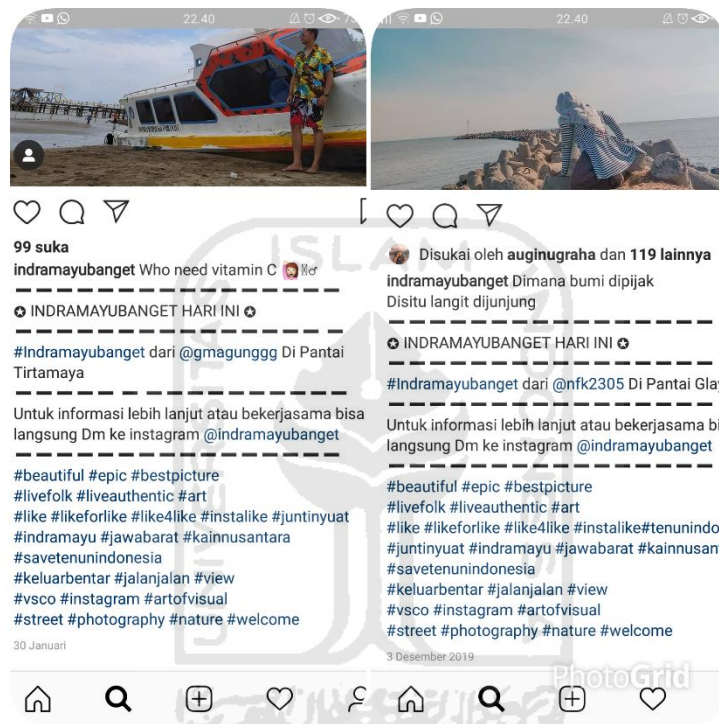 22.40
99 suka
indramayubanget Who need vitamin C
INDRAMAYUBANGET HARI INI
#Indramayubanget dari @gmagunggg Di Pantai
Tirtamaya
Untuk informasi lebih lanjut atau bekerjasama bisa
langsung Dm ke instagram @indramayubanget
#beautiful #epic #bestpicture
#livefolk #liveauthentic #art
#like #likeforlike #like4like #instalike #juntinyuat
#indramayu #jawabarat #kainnusantara
#savetenunindonesia
#keluarbentar #jalanjalan #view
#vsco #instagram #artofvisual
#street #photography #nature #welcome
30 Januari
22.40
Disukai oleh auginugraha dan 119 lainnya
indramayubanget Dimana bumi dipijak
Disitu langit dijunjung
INDRAMAYUBANGET HARI INI
#Indramayubanget dari @nfk2305 Di Pantai Glay
Untuk informasi lebih lanjut atau bekerjasama bi
langsung Dm ke instagram @indramayubanget
#beautiful #epic #bestpicture
#livefolk #liveauthentic #art
#like #likeforlike #like4like #instalike#tenunindo
#juntinyuat #indramayu #jawabarat #kainnusan
#savetenunindonesia
#keluarbentar #jalanjalan #view
#vsco #instagram #artofvisual
#street #photography #nature #welcome
3 Desember 2019
PhotoGrid
UNIVERSITAS
ISLAM
INDONESIA